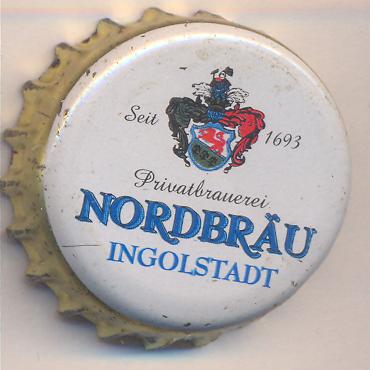 Seit 1693
Privatbrauerei
NORDBRÄU
INGOLSTADT